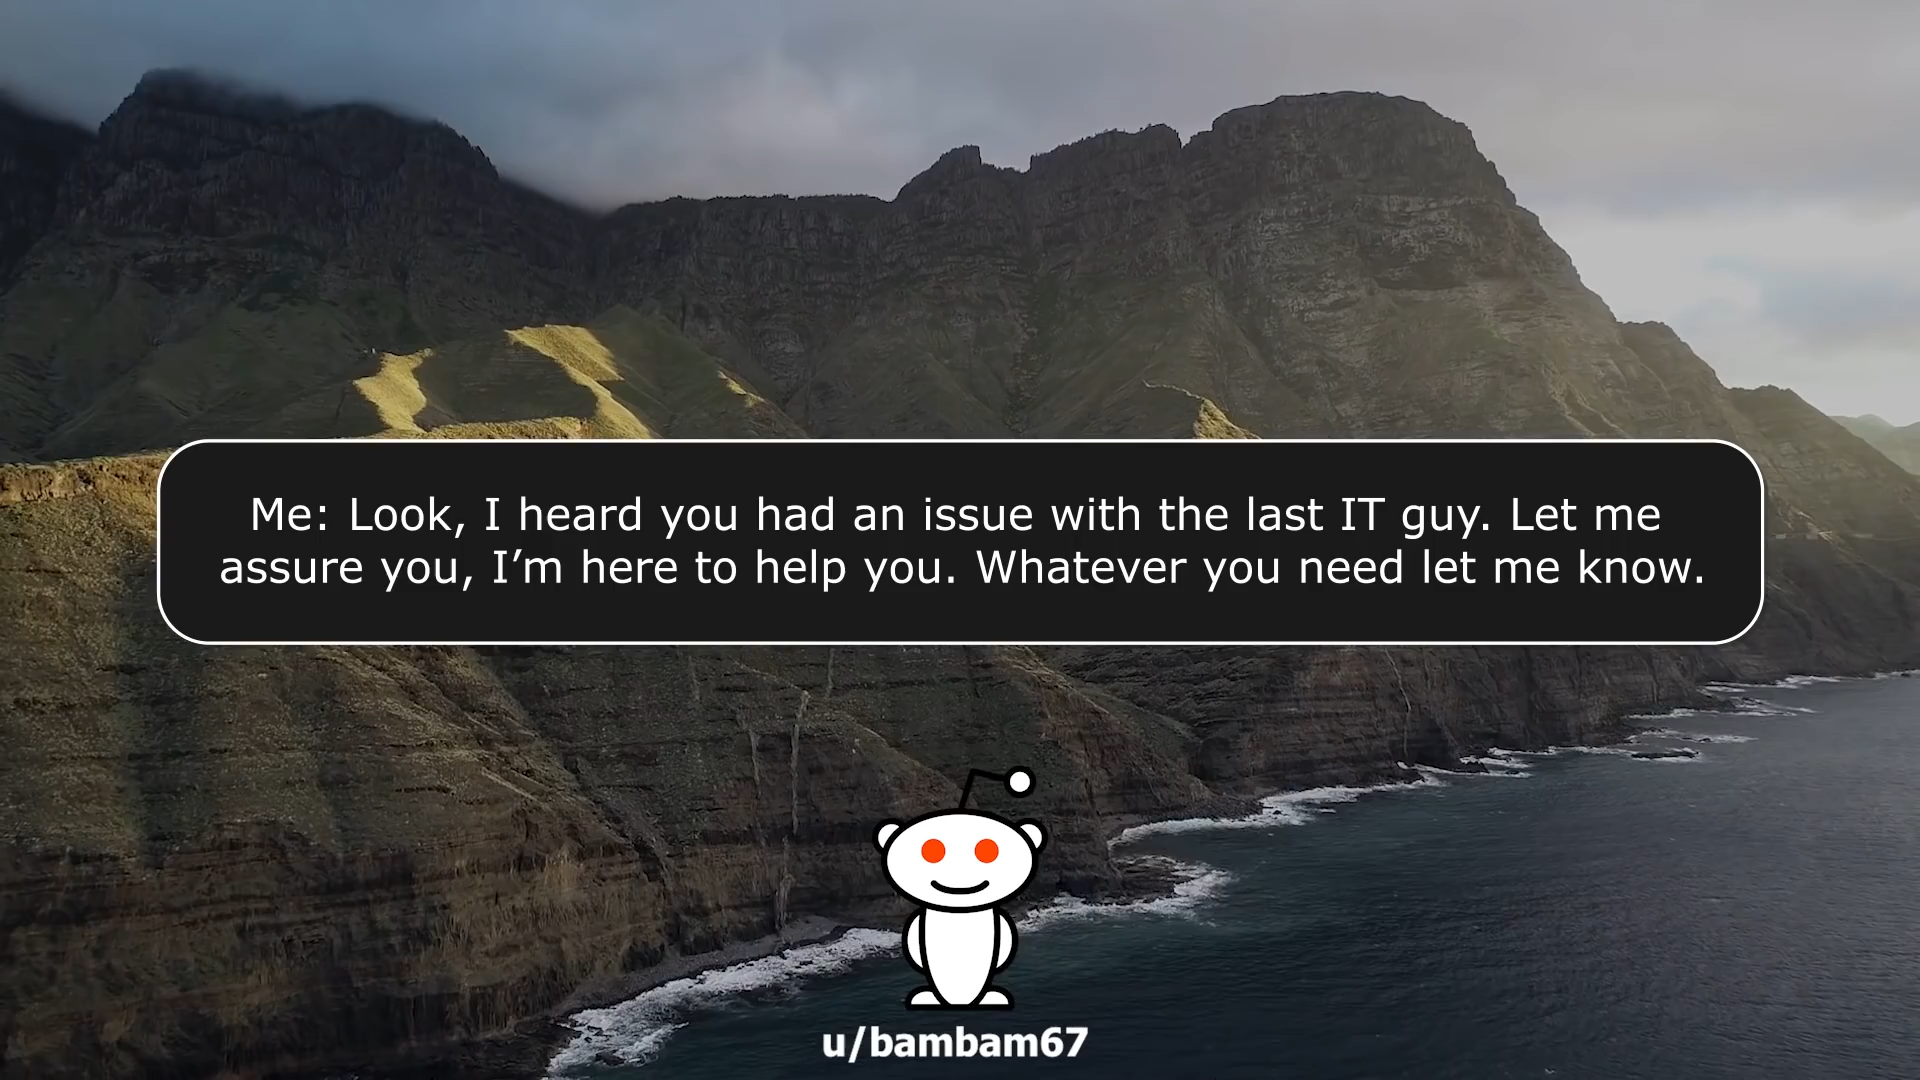 Me: Look, I heard you had an issue with the last IT guy. Let me
assure you, I’m here to help you. Whatever you need let me know.
u/bambam67